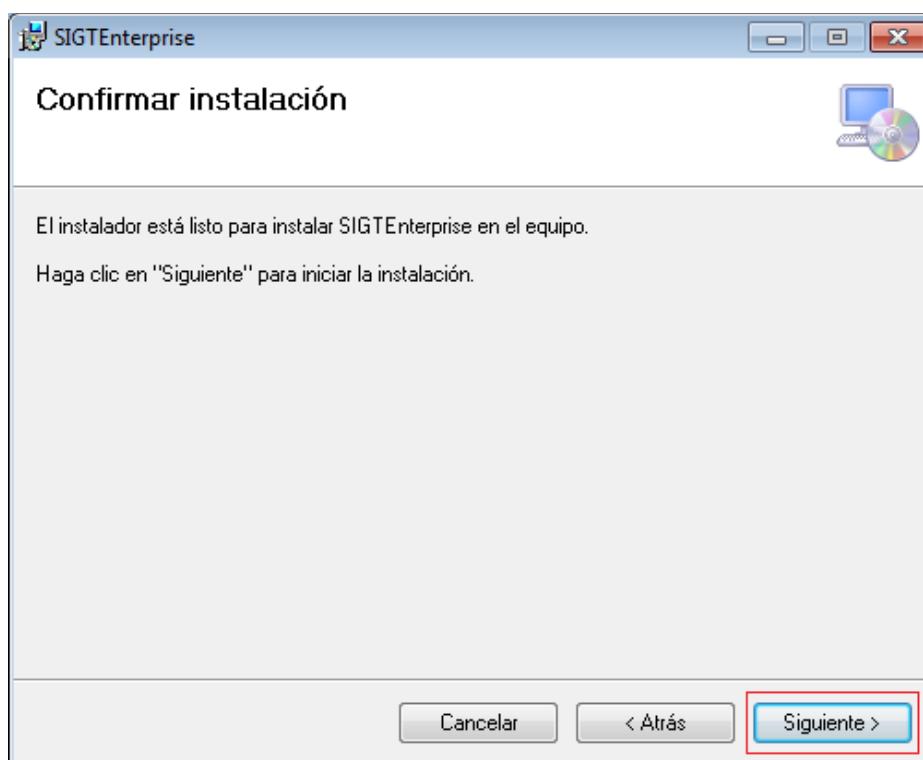 SIGTEnterprise
Confirmar instalación
El instalador está listo para instalar SIGTEnterprise en el equipo.
Haga clic en "Siguiente" para iniciar la instalación.
Cancelar
< Atrás
Siguiente >